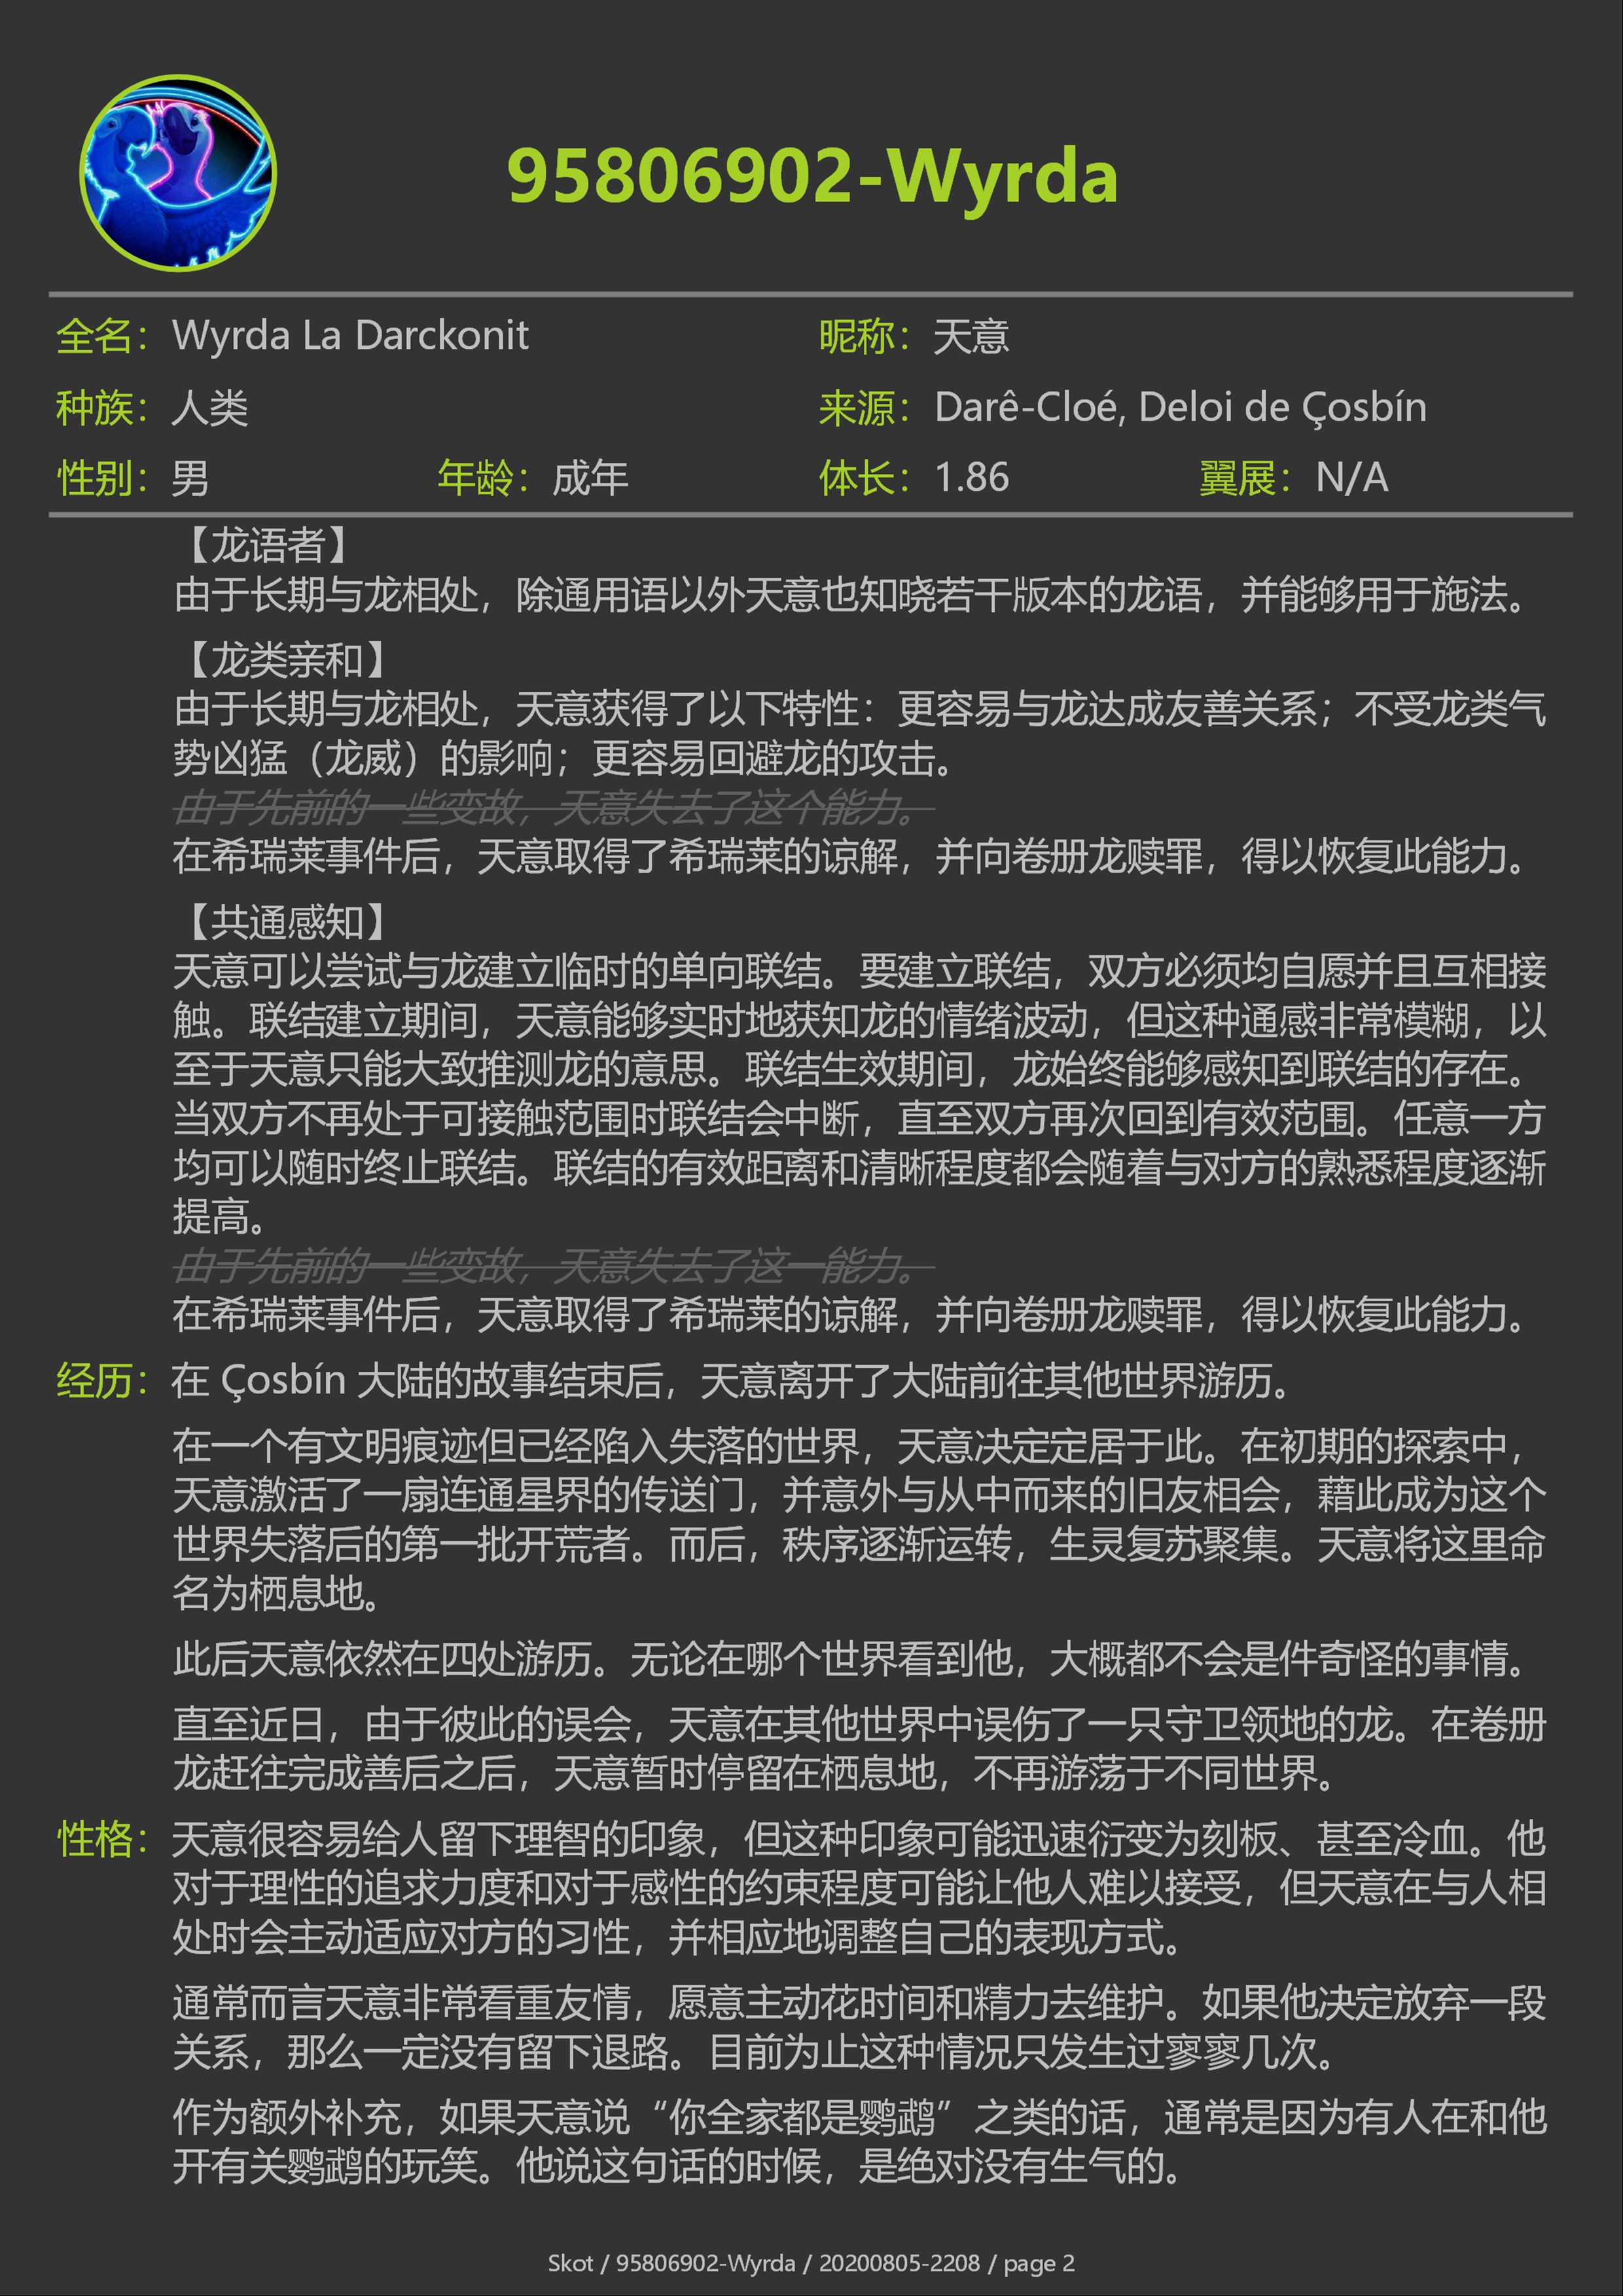 95806902-Wyrda
全名：Wyrda La Darckonit 昵称：天意
种族：人类 来源：Darê-Cloé, Deloi de Çosbín
性别：男 年龄：成年 体长：1.86 翼展：N/A
【龙语者】
由于长期与龙相处，除通用语以外天意也知晓若干版本的龙语，并能够用于施法。
【龙类亲和】
由于长期与龙相处，天意获得了以下特性：更容易与龙达成友善关系；不受龙类气
势凶猛（龙威）的影响；更容易回避龙的攻击。
由于先前的一些变故，天意失去了这个能力。
在希瑞莱事件后，天意取得了希瑞莱的谅解，并向卷册龙赎罪，得以恢复此能力。
【共通感知】
天意可以尝试与龙建立临时的单向联结。要建立联结，双方必须均自愿并且互相接
触。联结建立期间，天意能够实时地获知龙的情绪波动，但这种通感非常模糊，以
至于天意只能大致推测龙的意思。联结生效期间，龙始终能够感知到联结的存在。
当双方不再处于可接触范围时联结会中断，直至双方再次回到有效范围。任意一方
均可以随时终止联结。联结的有效距离和清晰程度都会随着与对方的熟悉程度逐渐
提高。
由于先前的一些变故，天意失去了这一能力。
在希瑞莱事件后，天意取得了希瑞莱的谅解，并向卷册龙赎罪，得以恢复此能力。
经历：在 Çosbín 大陆的故事结束后，天意离开了大陆前往其他世界游历。
在一个有文明痕迹但已经陷入失落的世界，天意决定定居于此。在初期的探索中，
天意激活了一扇连通星界的传送门，并意外与从中而来的旧友相会，藉此成为这个
世界失落后的第一批开荒者。而后，秩序逐渐运转，生灵复苏聚集。天意将这里命
名为栖息地。
此后天意依然在四处游历。无论在哪个世界看到他，大概都不会是件奇怪的事情。
直至近日，由于彼此的误会，天意在其他世界中误伤了一只守卫领地的龙。在卷册
龙赶往完成善后之后，天意暂时停留在栖息地，不再游荡于不同世界。
性格：天意很容易给人留下理智的印象，但这种印象可能迅速衍变为刻板、甚至冷血。他
对于理性的追求力度和对于感性的约束程度可能让他人难以接受，但天意在与人相
处时会主动适应对方的习性，并相应地调整自己的表现方式。
通常而言天意非常看重友情，愿意主动花时间和精力去维护。如果他决定放弃一段
关系，那么一定没有留下退路。目前为止这种情况只发生过寥寥几次。
作为额外补充，如果天意说“你全家都是鹦鹉”之类的话，通常是因为有人在和他
开有关鹦鹉的玩笑。他说这句话的时候，是绝对没有生气的。
Skot / 95806902-Wyrda / 20200805-2208 / page 2